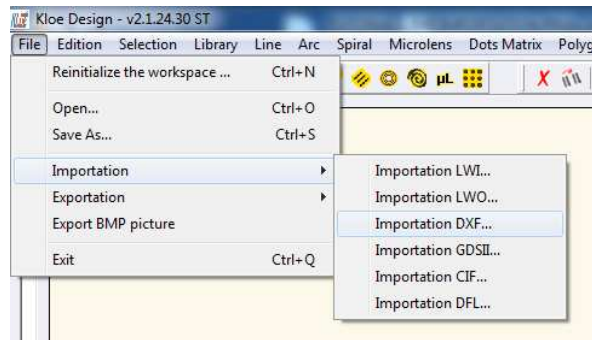 Kloe Design - v2.1.24.30 ST
File Edition Selection Library Line Arc Spiral Microlens Dots Matrix
Reinitialize the workspace ... Ctrl+N
µL
X
Open... Ctrl+O
Save As... Ctrl+S
Importation
Importation LWI...
Exportation
Importation LWO...
Export BMP picture
Importation DXF...
Importation GDSII...
Exit Ctrl+Q
Importation CIF...
Importation DFL...